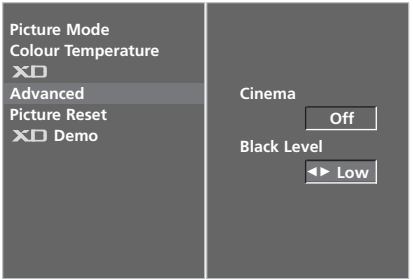 Picture Mode
Colour Temperature
XD
Advanced
Picture Reset
XD Demo
Cinema
Off
Black Level
◄► Low